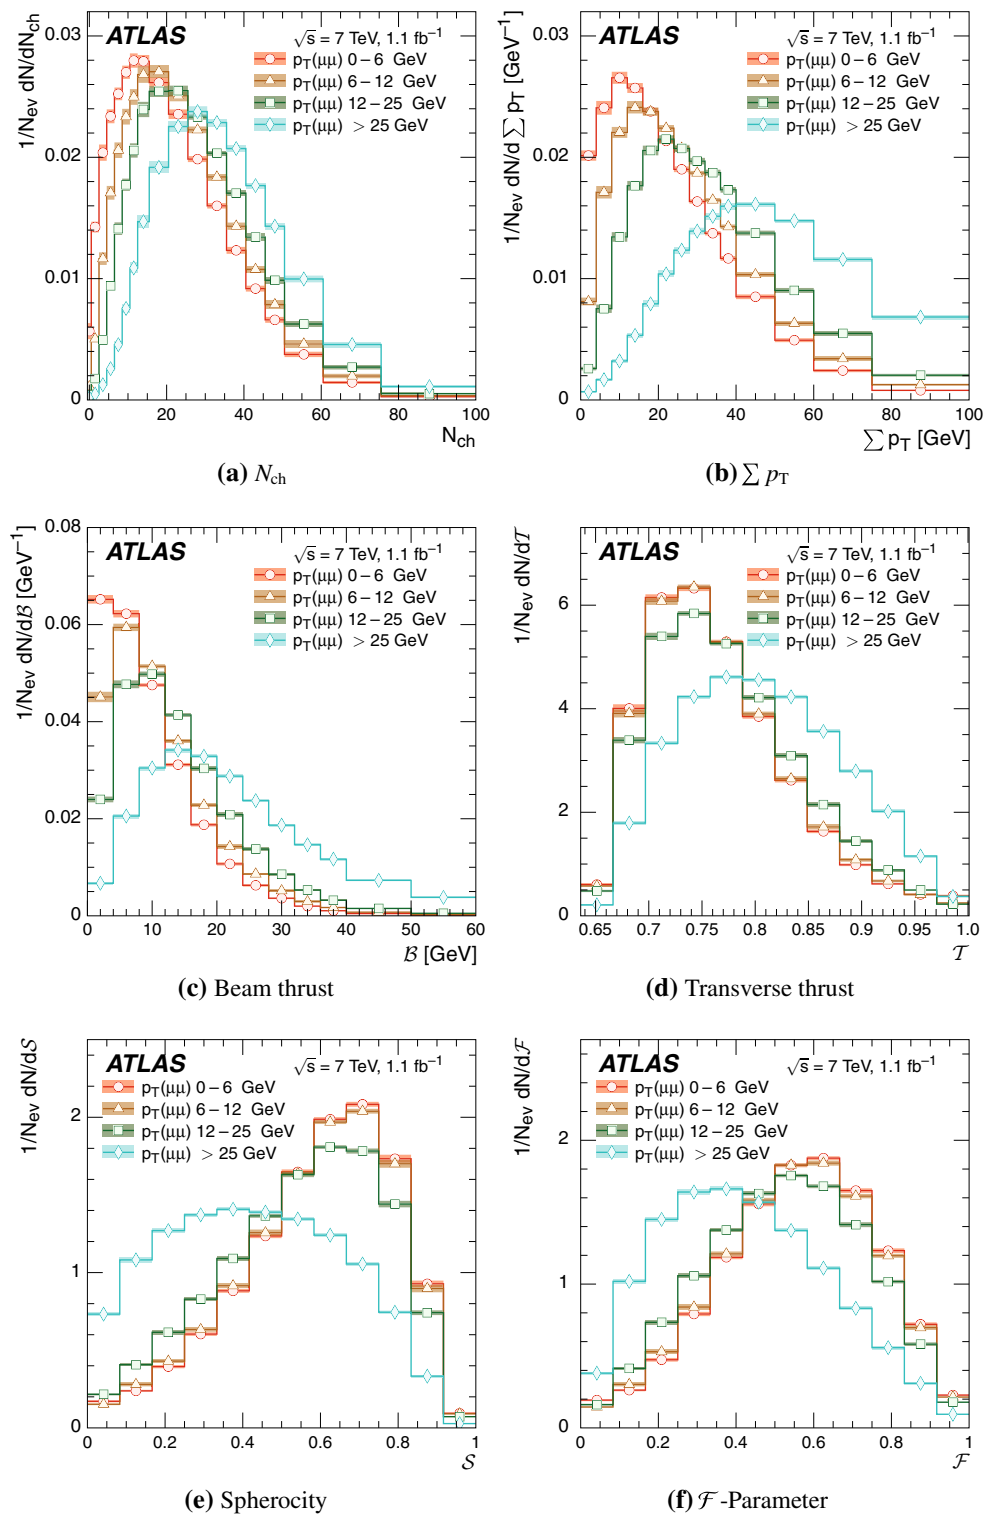 ATLAS
√s = 7 TeV, 1.1 fb⁻¹
p_T(μμ) 0–6 GeV
p_T(μμ) 6–12 GeV
p_T(μμ) 12–25 GeV
p_T(μμ) > 25 GeV
1/N_ev dN/dN_ch
0.03
0.02
0.01
0
0 20 40 60 80 100
N_ch
(a) N_ch
ATLAS
√s = 7 TeV, 1.1 fb⁻¹
p_T(μμ) 0–6 GeV
p_T(μμ) 6–12 GeV
p_T(μμ) 12–25 GeV
p_T(μμ) > 25 GeV
1/N_ev dN/d∑p_T [GeV⁻¹]
0.03
0.02
0.01
0
0 20 40 60 80 100
∑ p_T [GeV]
(b) ∑ p_T
ATLAS
√s = 7 TeV, 1.1 fb⁻¹
p_T(μμ) 0–6 GeV
p_T(μμ) 6–12 GeV
p_T(μμ) 12–25 GeV
p_T(μμ) > 25 GeV
1/N_ev dN/dℬ [GeV⁻¹]
0.08
0.06
0.04
0.02
0
0 10 20 30 40 50 60
ℬ [GeV]
(c) Beam thrust
ATLAS
√s = 7 TeV, 1.1 fb⁻¹
p_T(μμ) 0–6 GeV
p_T(μμ) 6–12 GeV
p_T(μμ) 12–25 GeV
p_T(μμ) > 25 GeV
1/N_ev dN/d𝒯
6
4
2
0
0.65 0.7 0.75 0.8 0.85 0.9 0.95 1.0
𝒯
(d) Transverse thrust
ATLAS
√s = 7 TeV, 1.1 fb⁻¹
p_T(μμ) 0–6 GeV
p_T(μμ) 6–12 GeV
p_T(μμ) 12–25 GeV
p_T(μμ) > 25 GeV
1/N_ev dN/d𝒮
2
1
0
0 0.2 0.4 0.6 0.8 1
𝒮
(e) Spherocity
ATLAS
√s = 7 TeV, 1.1 fb⁻¹
p_T(μμ) 0–6 GeV
p_T(μμ) 6–12 GeV
p_T(μμ) 12–25 GeV
p_T(μμ) > 25 GeV
1/N_ev dN/dℱ
2
1
0
0 0.2 0.4 0.6 0.8 1
ℱ
(f) ℱ-Parameter